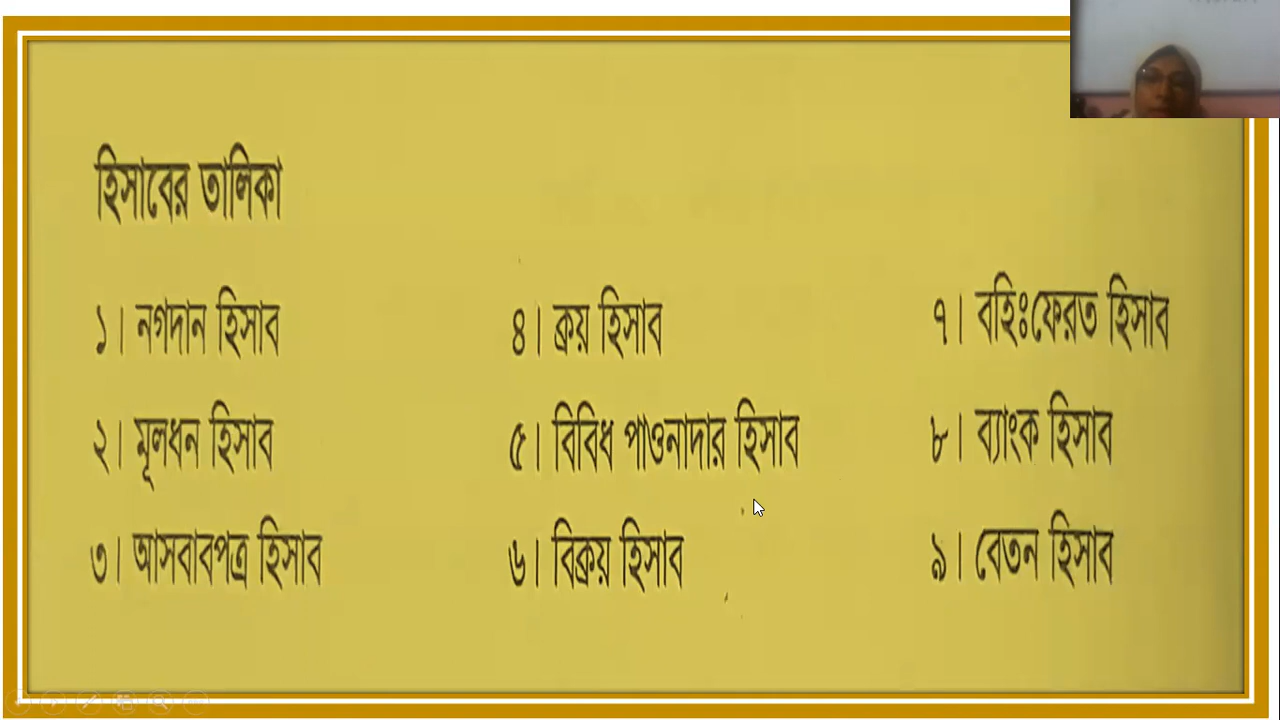 হিসাবের তালিকা
১। নগদান হিসাব
২। মূলধন হিসাব
৩। আসবাবপত্র হিসাব
৪। ক্রয় হিসাব
৫। বিবিধ পাওনাদার হিসাব
৬। বিক্রয় হিসাব
৭। বহিঃফেরত হিসাব
৮। ব্যাংক হিসাব
৯। বেতন হিসাব